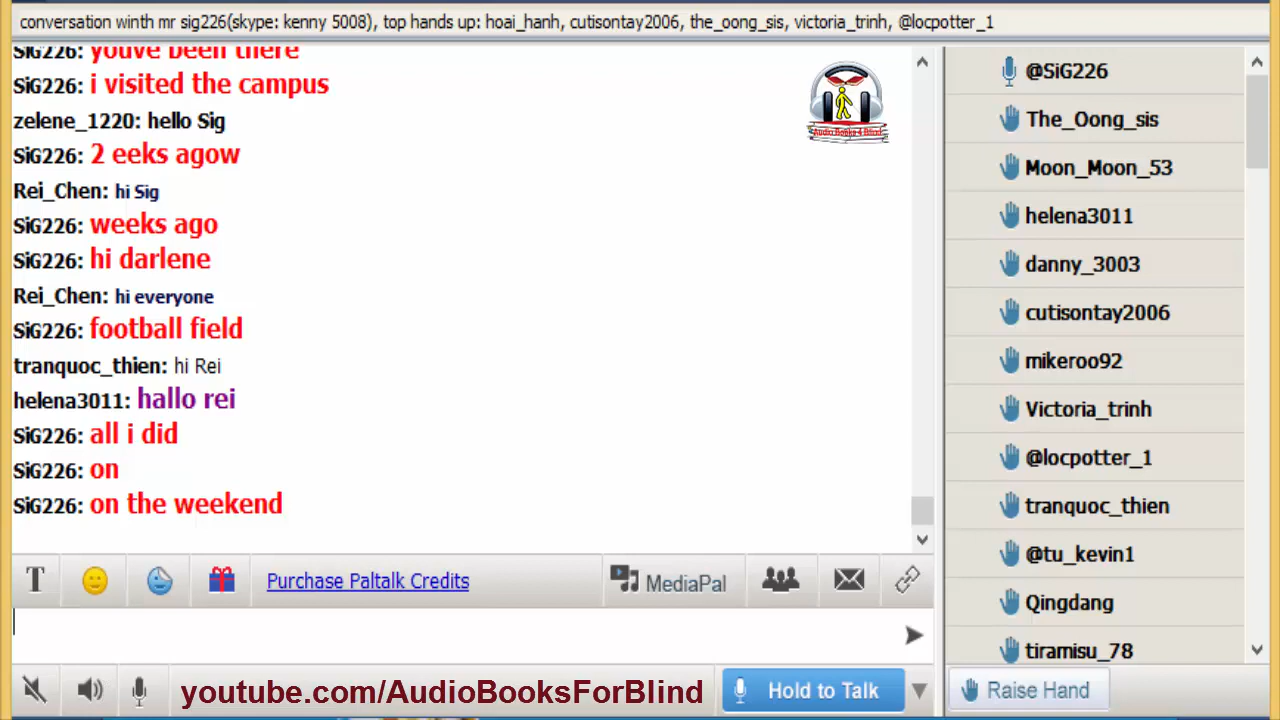 conversation winth mr sig226(skype: kenny 5008), top hands up: hoai_hanh, cutisontay2006, the_oong_sis, victoria_trinh, @locpotter_1
SiG226: youve been there
SiG226: i visited the campus
zelene_1220: hello Sig
SiG226: 2 eeks agow
Rei_Chen: hi Sig
SiG226: weeks ago
SiG226: hi darlene
Rei_Chen: hi everyone
SiG226: football field
tranquoc_thien: hi Rei
helena3011: hallo rei
SiG226: all i did
SiG226: on
SiG226: on the weekend
Audio Books 4 Blind
@SiG226
The_Oong_sis
Moon_Moon_53
helena3011
danny_3003
cutisontay2006
mikeroo92
Victoria_trinh
@locpotter_1
tranquoc_thien
@tu_kevin1
Qingdang
tiramisu_78
T Purchase Paltalk Credits MediaPal
youtube.com/AudioBooksForBlind Hold to Talk Raise Hand